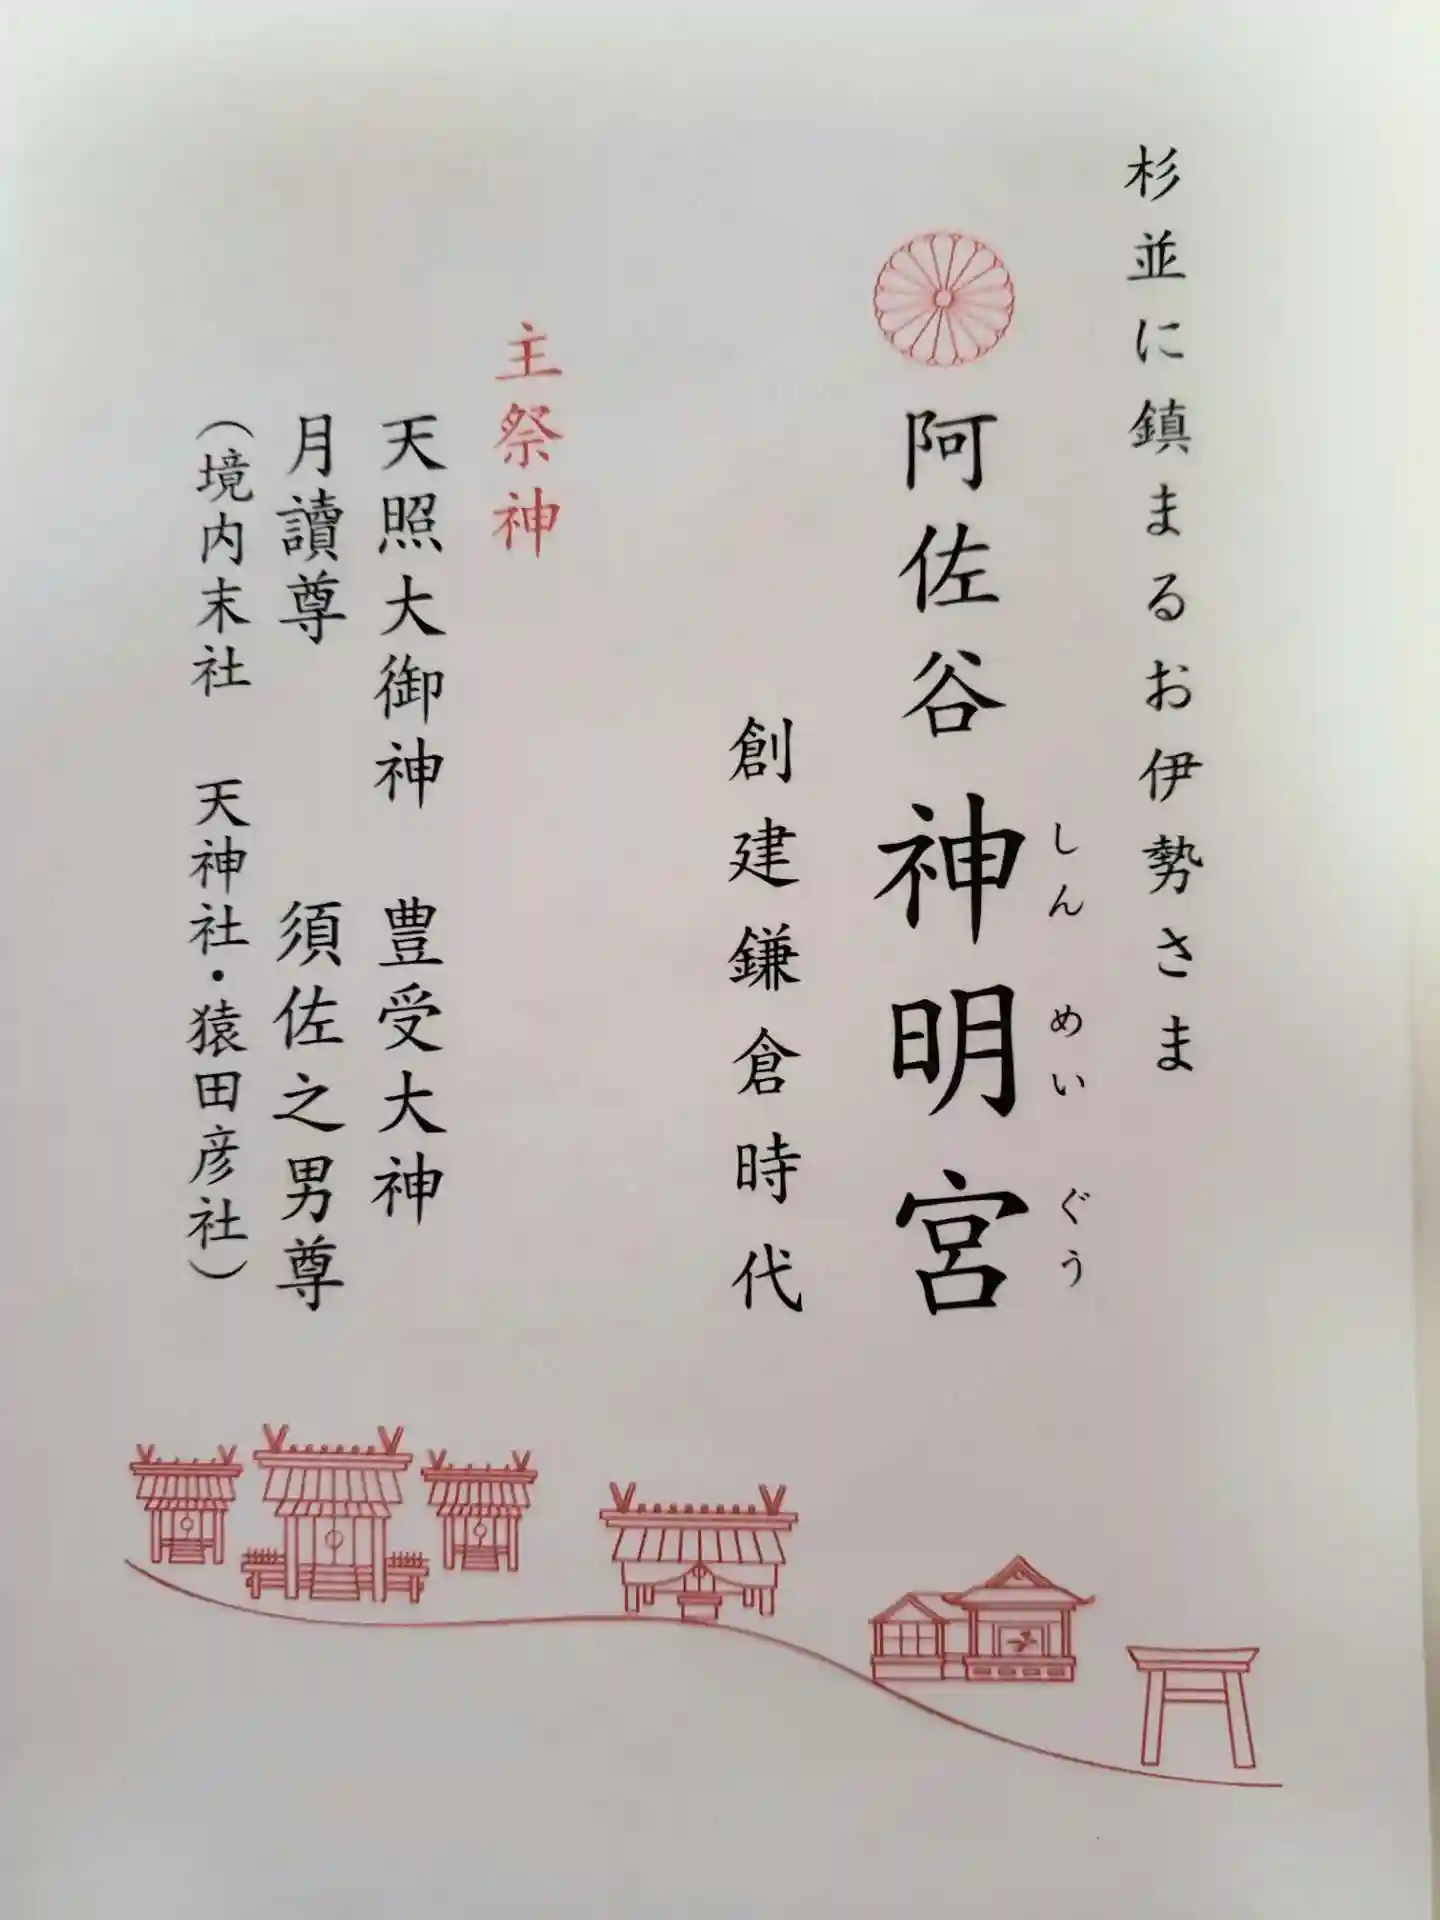 杉並に鎮まるお伊勢さま
阿佐谷神明宮
しんめいぐう
創建鎌倉時代
主祭神
天照大御神 豊受大神
月讀尊 須佐之男尊
（境内末社 天神社・猿田彦社）